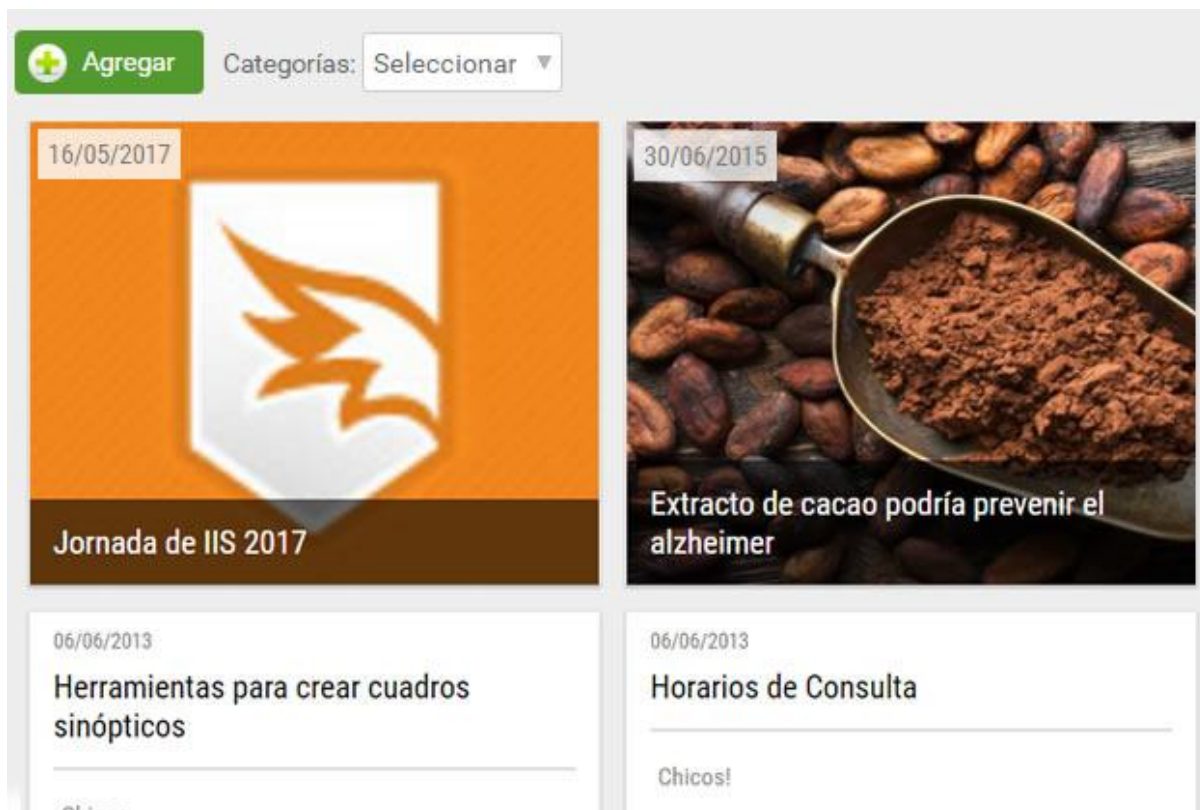 Agregar
Categorías: Seleccionar
16/05/2017
Jornada de IIS 2017
30/06/2015
Extracto de cacao podría prevenir el
alzheimer
06/06/2013
Herramientas para crear cuadros
sinópticos
06/06/2013
Horarios de Consulta
Chicos!